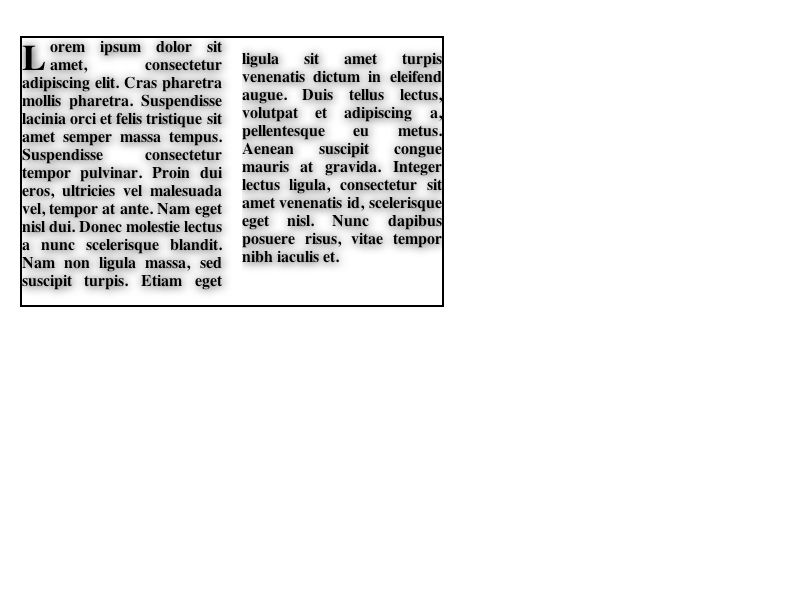 Lorem ipsum dolor sit
amet, consectetur
adipiscing elit. Cras pharetra
mollis pharetra. Suspendisse
lacinia orci et felis tristique sit
amet semper massa tempus.
Suspendisse consectetur
tempor pulvinar. Proin dui
eros, ultricies vel malesuada
vel, tempor at ante. Nam eget
nisl dui. Donec molestie lectus
a nunc scelerisque blandit.
Nam non ligula massa, sed
suscipit turpis. Etiam eget
ligula sit amet turpis
venenatis dictum in eleifend
augue. Duis tellus lectus,
volutpat et adipiscing a,
pellentesque eu metus.
Aenean suscipit congue
mauris at gravida. Integer
lectus ligula, consectetur sit
amet venenatis id, scelerisque
eget nisl. Nunc dapibus
posuere risus, vitae tempor
nibh iaculis et.